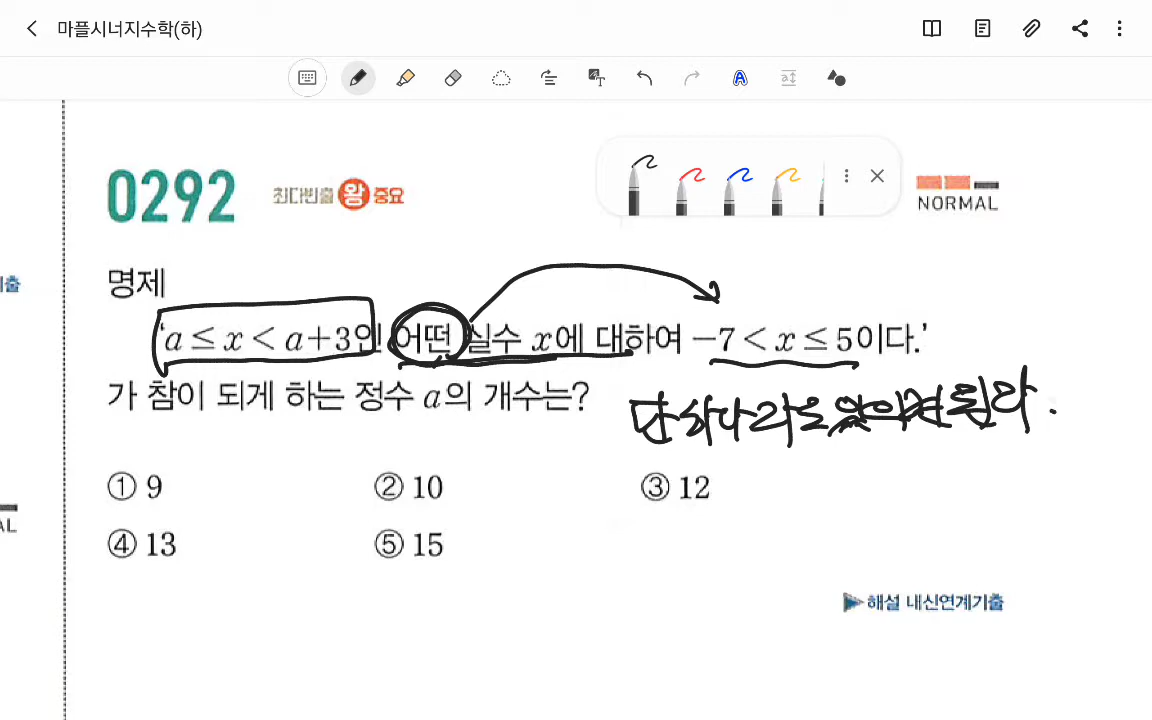 마플시너지수학(하)
0292 최다빈출 왕 중요
NORMAL
출
명제
‘a ≤ x < a+3인 어떤 실수 x에 대하여 −7 < x ≤ 5이다.’
가 참이 되게 하는 정수 a의 개수는?
단 하나라도 있으면 된다.
① 9 ② 10 ③ 12
AL
④ 13 ⑤ 15
해설 내신연계기출